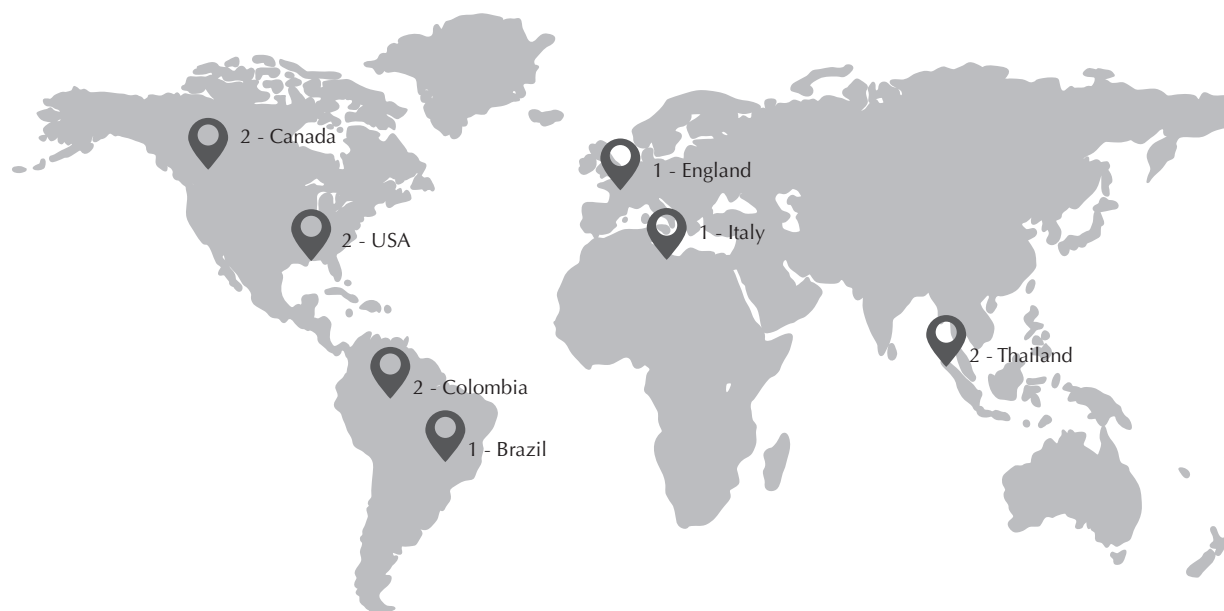 2 - Canada
1 - England
2 - USA
1 - Italy
2 - Thailand
2 - Colombia
1 - Brazil